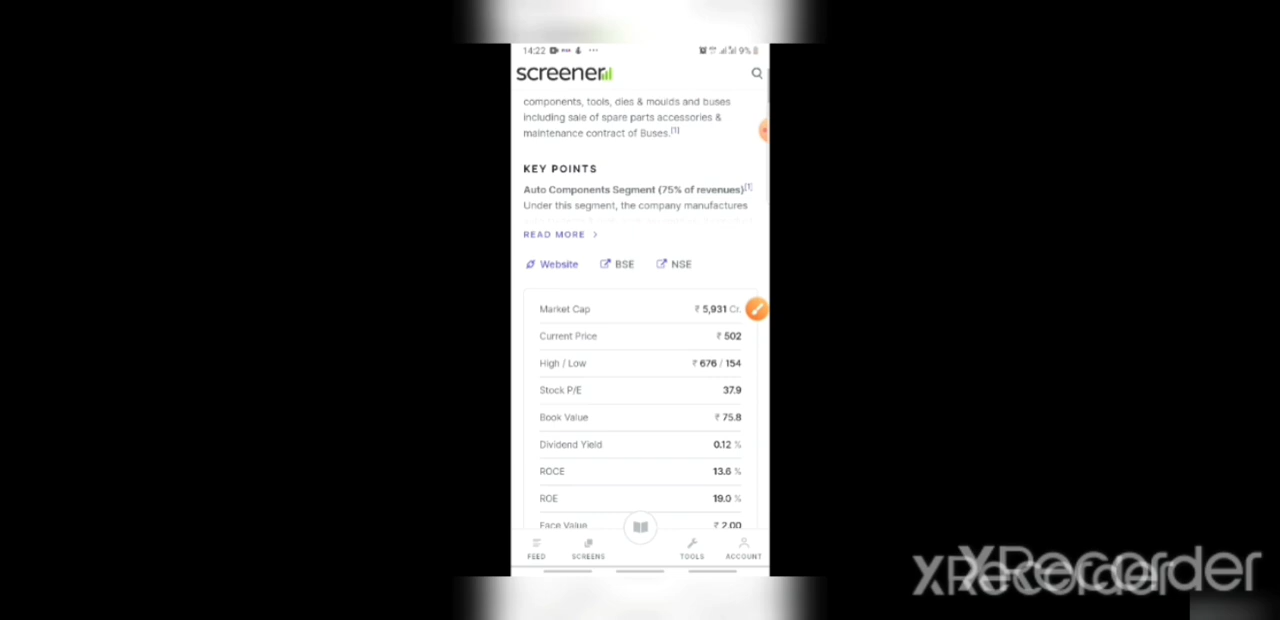 14:22
9%
screener
components, tools, dies & moulds and buses
including sale of spare parts accessories &
maintenance contract of Buses.[1]
KEY POINTS
Auto Components Segment (75% of revenues)[1]
Under this segment, the company manufactures
READ MORE >
Website BSE NSE
Market Cap ₹ 5,931 Cr.
Current Price ₹ 502
High / Low ₹ 676 / 154
Stock P/E 37.9
Book Value ₹ 75.8
Dividend Yield 0.12 %
ROCE 13.6 %
ROE 19.0 %
Face Value ₹ 2.00
FEED SCREENS TOOLS ACCOUNT
XRecorder
XRecorder